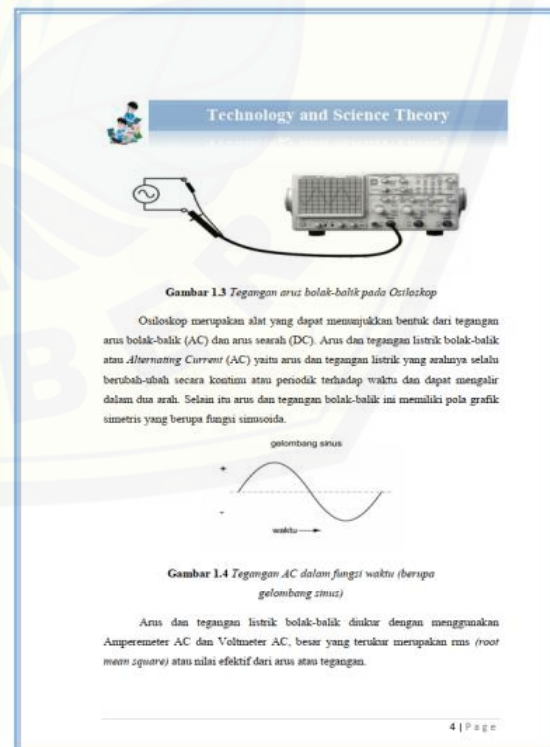 Technology and Science Theory
Gambar 1.3 Tegangan arus bolak-balik pada Osiloskop
Osiloskop merupakan alat yang dapat menunjukkan bentuk dari tegangan
arus bolak-balik (AC) dan arus searah (DC). Arus dan tegangan listrik bolak-balik
atau Alternating Current (AC) yaitu arus dan tegangan listrik yang arahnya selalu
berubah-ubah secara kontinu atau periodik terhadap waktu dan dapat mengalir
dalam dua arah. Selain itu arus dan tegangan bolak-balik ini memiliki pola grafik
simetris yang berupa fungsi sinusoida.
gelombang sinus
+
-
waktu
Gambar 1.4 Tegangan AC dalam fungsi waktu (berupa
gelombang sinus)
Arus dan tegangan listrik bolak-balik diukur dengan menggunakan
Amperemeter AC dan Voltmeter AC, besar yang terukur merupakan rms (root
mean square) atau nilai efektif dari arus atau tegangan.
4 | Page